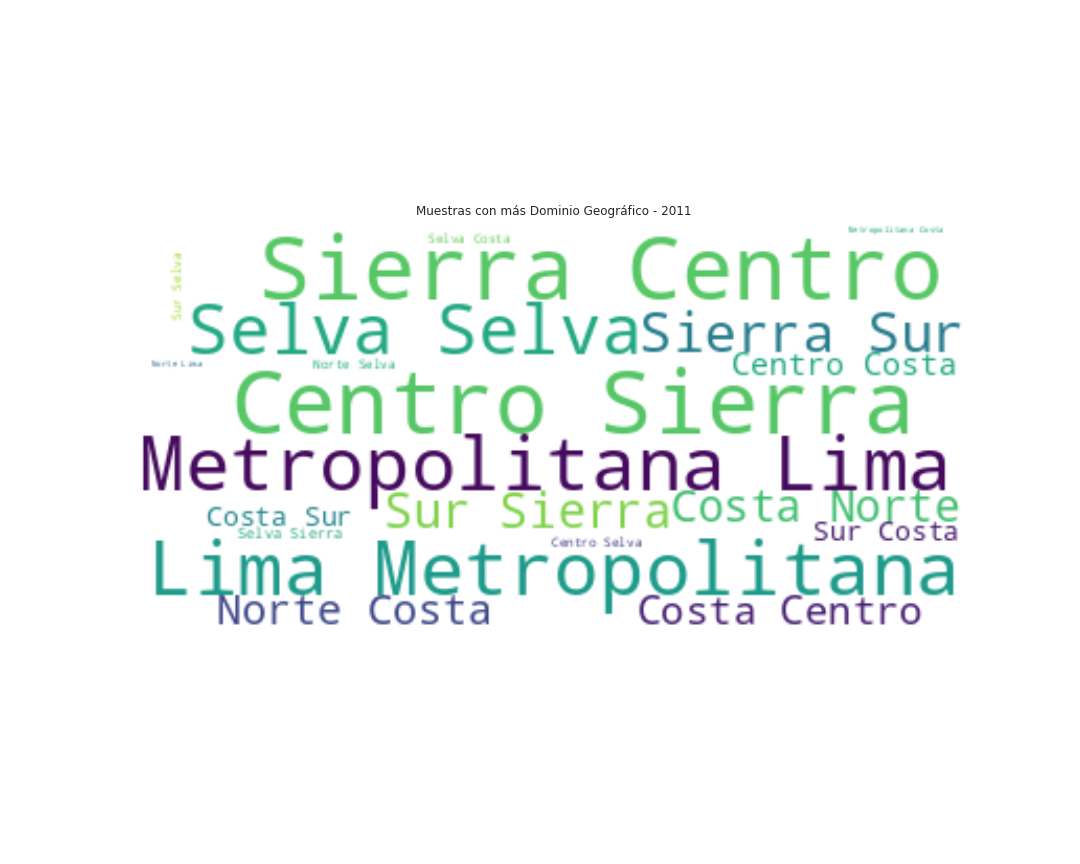 Muestras con más Dominio Geográfico - 2011
Metropolitana Costa
Selva Costa
Sierra Centro
Sur Selva
Selva Selva
Sierra Sur
Norte Lima
Norte Selva
Centro Costa
Centro Sierra
Metropolitana Lima
Costa Norte
Sur Sierra
Costa Sur
Sur Costa
Selva Sierra
Centro Selva
Lima Metropolitana
Norte Costa
Costa Centro